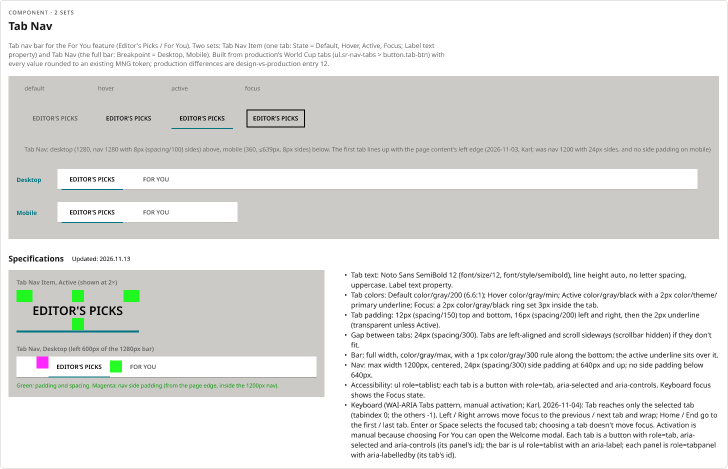 COMPONENT · 2 SETS
Tab Nav
Tab nav bar for the For You feature (Editor's Picks / For You). Two sets: Tab Nav Item (one tab: State = Default, Hover, Active, Focus; Label text
property) and Tab Nav (the full bar: Breakpoint = Desktop, Mobile). Built from production's World Cup tabs (ul.sr-nav-tabs > button.tab-btn) with
every value rounded to an existing MNG token; production differences are design-vs-production entry 12.
default hover active focus
EDITOR'S PICKS EDITOR'S PICKS EDITOR'S PICKS EDITOR'S PICKS
Tab Nav: desktop (1280, nav 1280 with 8px (spacing/100) sides) above, mobile (360, ≤639px, 8px sides) below. The first tab lines up with the page content's left edge (2026-11-03, Karl: was nav 1200 with 24px sides, and no side padding on mobile)
Desktop EDITOR'S PICKS FOR YOU
Mobile EDITOR'S PICKS FOR YOU
Specifications Updated: 2026.11.13
Tab Nav Item, Active (shown at 2×)
EDITOR'S PICKS
Tab Nav, Desktop (left 600px of the 1280px bar)
EDITOR'S PICKS FOR YOU
Green: padding and spacing. Magenta: nav side padding (from the page edge, inside the 1200px nav).
• Tab text: Noto Sans SemiBold 12 (font/size/12, font/style/semibold), line height auto, no letter spacing,
uppercase. Label text property.
• Tab colors: Default color/gray/200 (6.6:1); Hover color/gray/min; Active color/gray/black with a 2px color/theme/
primary underline; Focus: a 2px color/gray/black ring set 3px inside the tab.
• Tab padding: 12px (spacing/150) top and bottom, 16px (spacing/200) left and right, then the 2px underline
(transparent unless Active).
• Gap between tabs: 24px (spacing/300). Tabs are left-aligned and scroll sideways (scrollbar hidden) if they don't
fit.
• Bar: full width, color/gray/max, with a 1px color/gray/300 rule along the bottom; the active underline sits over it.
• Nav: max width 1200px, centered, 24px (spacing/300) side padding at 640px and up; no side padding below
640px.
• Accessibility: ul role=tablist; each tab is a button with role=tab, aria-selected and aria-controls. Keyboard focus
shows the Focus state.
• Keyboard (WAI-ARIA Tabs pattern, manual activation; Karl, 2026-11-04): Tab reaches only the selected tab
(tabindex 0; the others -1). Left / Right arrows move focus to the previous / next tab and wrap; Home / End go to
the first / last tab. Enter or Space selects the focused tab; choosing a tab doesn't move focus. Activation is
manual because choosing For You can open the Welcome modal. Each tab is a button with role=tab, aria-
selected and aria-controls (its panel's id); the bar is ul role=tablist with an aria-label; each panel is role=tabpanel
with aria-labelledby (its tab's id).